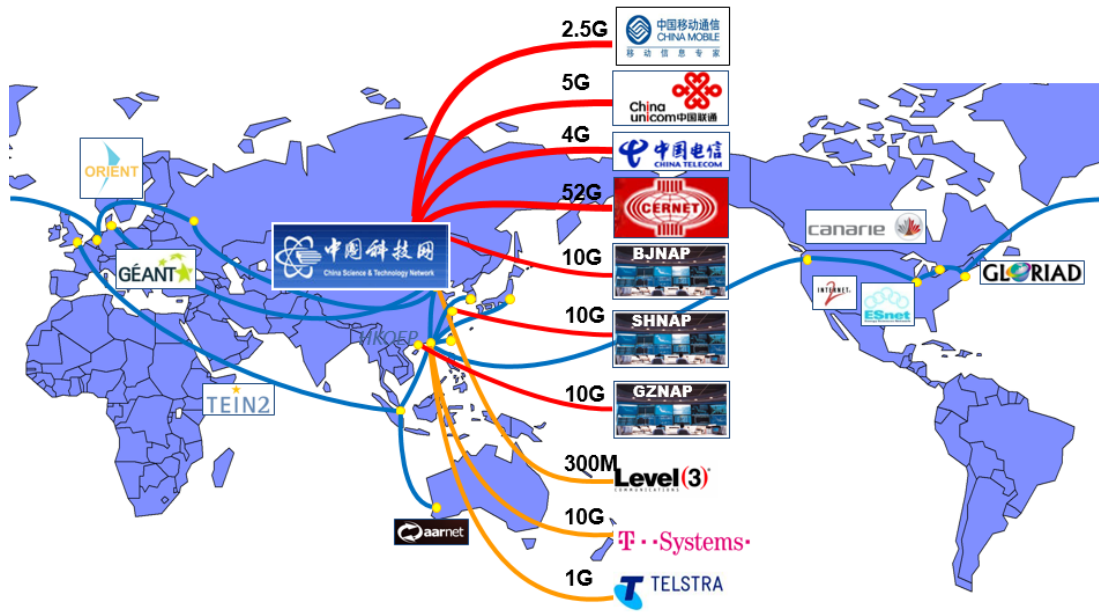 2.5G
中国移动通信
CHINA MOBILE
移动信息专家
5G
China
unicom中国联通
4G
中国电信
CHINA TELECOM
52G
CERNET
10G
BJNAP
10G
SHNAP
10G
GZNAP
300M
Level(3)
COMMUNICATIONS
10G
T··Systems·
1G
TELSTRA
ORIENT
GÉANT
中国科技网
China Science & Technology Network
HKOEP
TEIN2
aarnet
canarie
INTERNET
2
ESnet
GLORIAD